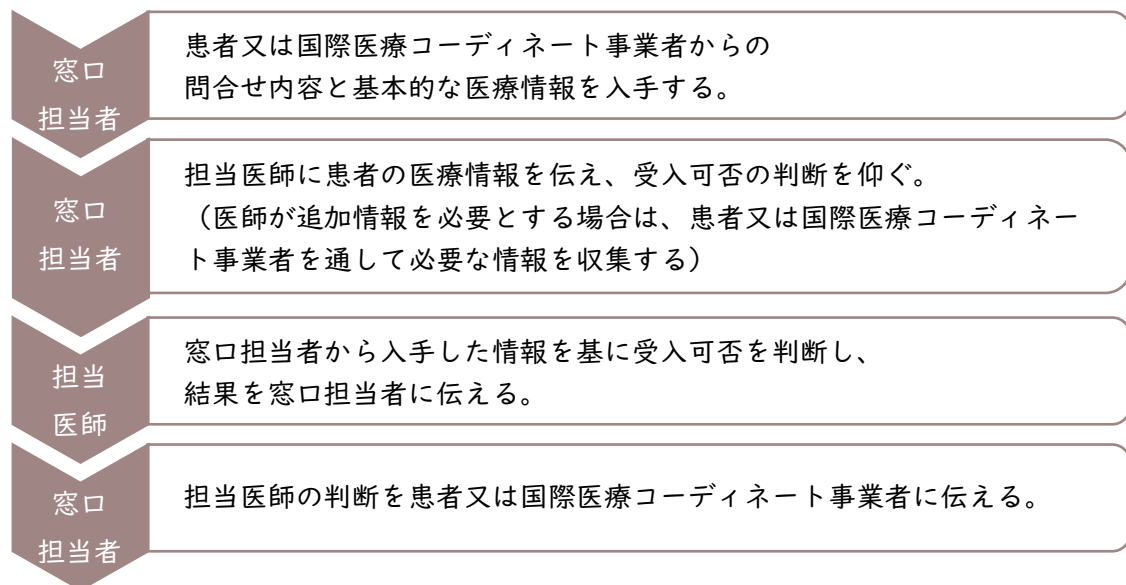 窓口
担当者
患者又は国際医療コーディネート事業者からの
問合せ内容と基本的な医療情報を入手する。
窓口
担当者
担当医師に患者の医療情報を伝え、受入可否の判断を仰ぐ。
（医師が追加情報を必要とする場合は、患者又は国際医療コーディネー
ト事業者を通して必要な情報を収集する）
担当
医師
窓口担当者から入手した情報を基に受入可否を判断し、
結果を窓口担当者に伝える。
窓口
担当者
担当医師の判断を患者又は国際医療コーディネート事業者に伝える。